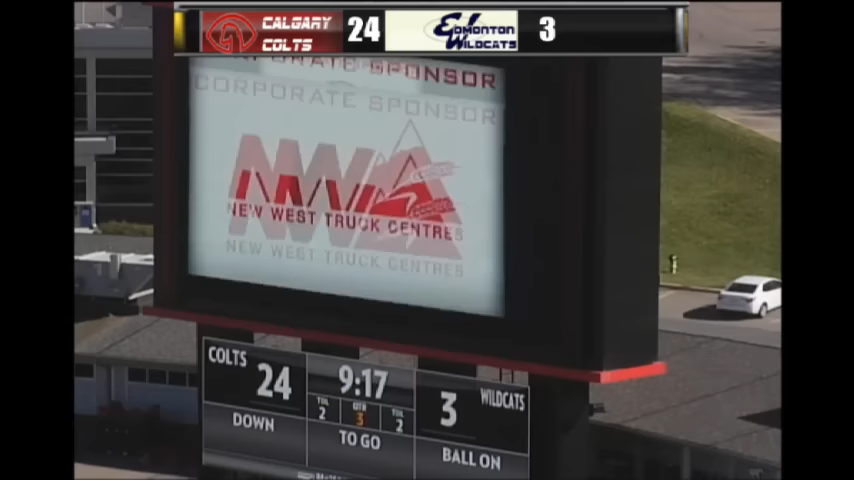 CALGARY
COLTS
24
EDMONTON
WILDCATS
3
CORPORATE SPONSOR
CORPORATE SPONSOR
NW
NEW WEST TRUCK CENTRES
NEW WEST TRUCK CENTRES
COLTS
24
9:17
3
WILDCATS
TOL
2
QTR
3
TOL
2
DOWN
TO GO
BALL ON